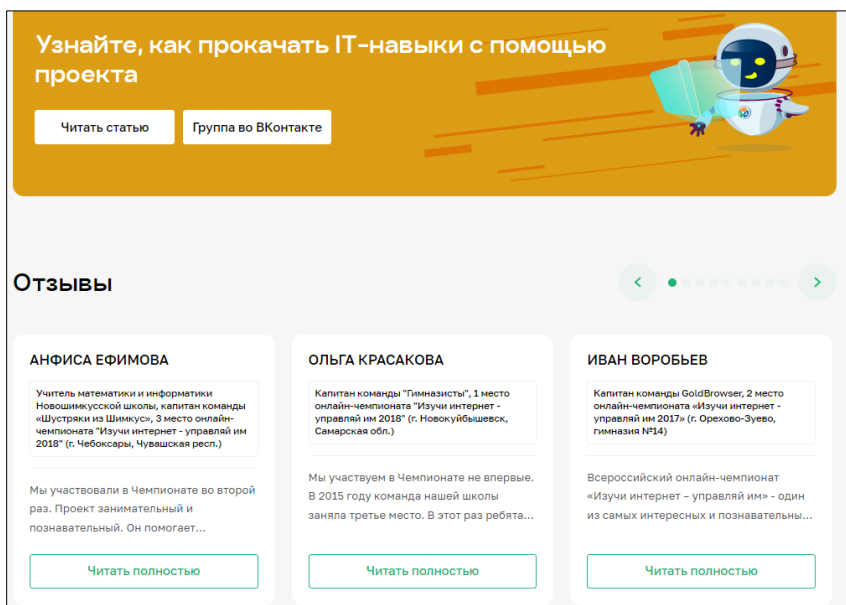 Узнайте, как прокачать IT-навыки с помощью
проекта
Читать статью
Группа во ВКонтакте
Отзывы
АНФИСА ЕФИМОВА
Учитель математики и информатики
Новошимкусской школы, капитан команды
«Шустряки из Шимкус», 3 место онлайн-
чемпионата "Изучи интернет - управляй им
2018" (г. Чебоксары, Чувашская респ.)
Мы участвовали в Чемпионате во второй
раз. Проект занимательный и
познавательный. Он помогает...
Читать полностью
ОЛЬГА КРАСАКОВА
Капитан команды "Гимназисты", 1 место
онлайн-чемпионата "Изучи интернет -
управляй им 2018" (г. Новокуйбышевск,
Самарская обл.)
Мы участвуем в Чемпионате не впервые.
В 2015 году команда нашей школы
заняла третье место. В этот раз ребята...
Читать полностью
ИВАН ВОРОБЬЕВ
Капитан команды GoldBrowser, 2 место
онлайн-чемпионата «Изучи интернет -
управляй им 2017» (г. Орехово-Зуево,
гимназия №14)
Всероссийский онлайн-чемпионат
«Изучи интернет – управляй им» - один
из самых интересных и познавательны...
Читать полностью